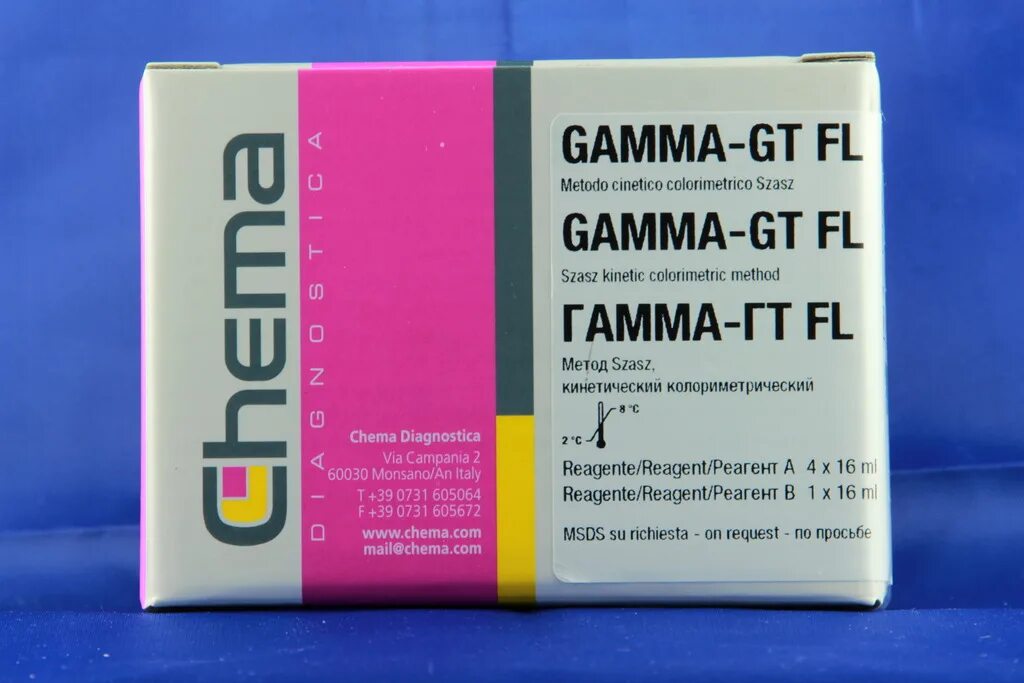 Chema
DIAGNOSTICA
Chema Diagnostica
Via Campania 2
60030 Monsano/An Italy
T +39 0731 605064
F +39 0731 605672
www.chema.com
mail@chema.com
GAMMA-GT FL
Metodo cinetico colorimetrico Szasz
GAMMA-GT FL
Szasz kinetic colorimetric method
ГАММА-ГТ FL
Метод Szasz,
кинетический колориметрический
8 °C
2 °C
Reagente/Reagent/Реагент A 4 x 16 ml
Reagente/Reagent/Реагент B 1 x 16 ml
MSDS su richiesta - on request - по просьбе